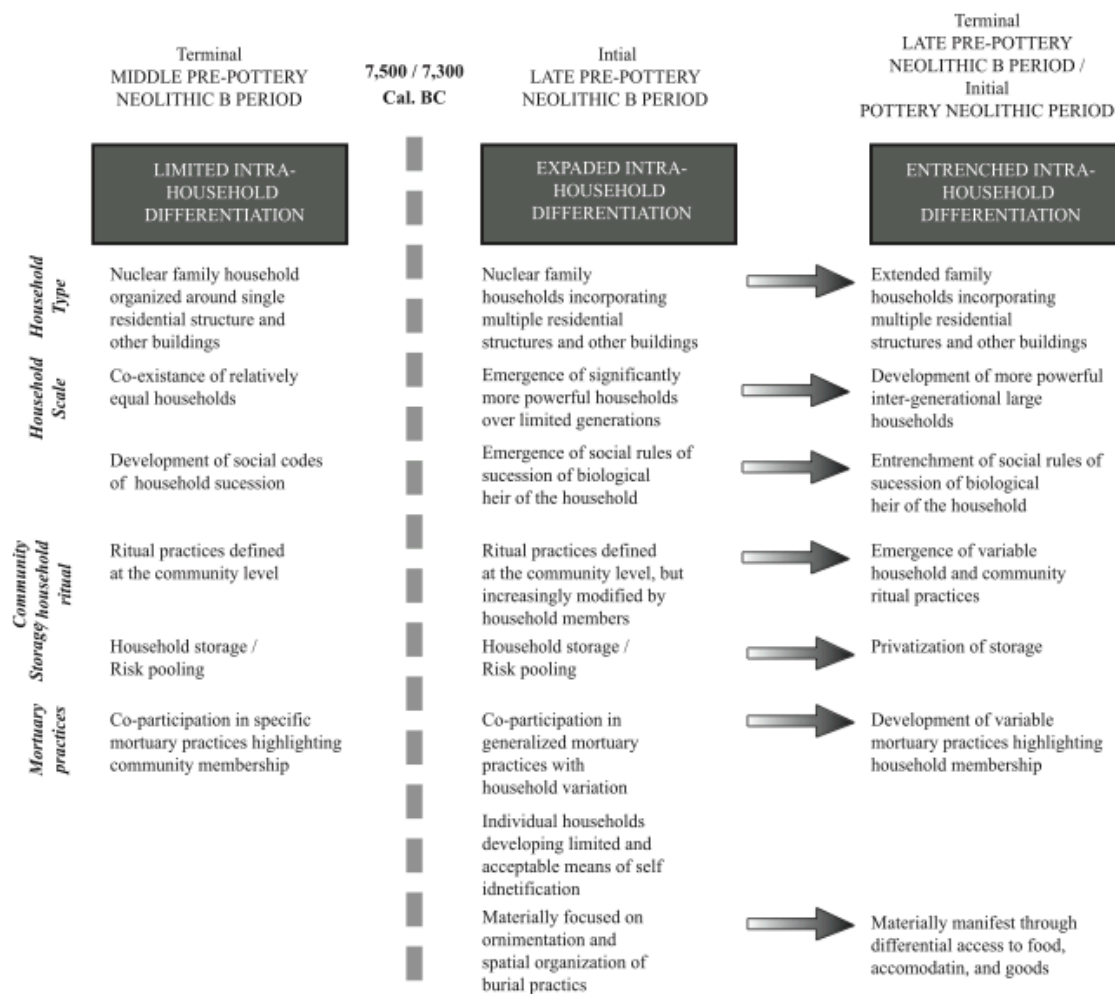 Terminal
MIDDLE PRE-POTTERY
NEOLITHIC B PERIOD
7,500 / 7,300
Cal. BC
Intial
LATE PRE-POTTERY
NEOLITHIC B PERIOD
Terminal
LATE PRE-POTTERY
NEOLITHIC B PERIOD /
Initial
POTTERY NEOLITHIC PERIOD
LIMITED INTRA-
HOUSEHOLD
DIFFERENTIATION
EXPADED INTRA-
HOUSEHOLD
DIFFERENTIATION
ENTRENCHED INTRA-
HOUSEHOLD
DIFFERENTIATION
Household
Type
Nuclear family household
organized around single
residential structure and
other buildings
Nuclear family
households incorporating
multiple residential
structures and other buildings
Extended family
households incorporating
multiple residential
structures and other buildings
Household
Scale
Co-existance of relatively
equal households
Emergence of significantly
more powerful households
over limited generations
Development of more powerful
inter-generational large
households
Development of social codes
of household sucession
Emergence of social rules of
sucession of biological
heir of the household
Entrenchment of social rules of
sucession of biological
heir of the household
Community
/ household
ritual
Ritual practices defined
at the community level
Ritual practices defined
at the community level, but
increasingly modified by
household members
Emergence of variable
household and community
ritual practices
Storage
Household storage /
Risk pooling
Household storage /
Risk pooling
Privatization of storage
Mortuary
practices
Co-participation in specific
mortuary practices highlighting
community membership
Co-participation in
generalized mortuary
practices with
household variation
Development of variable
mortuary practices highlighting
household membership
Individual households
developing limited and
acceptable means of self
idnetification
Materially focused on
ornimentation and
spatial organization of
burial practics
Materially manifest through
differential access to food,
accomodatin, and goods